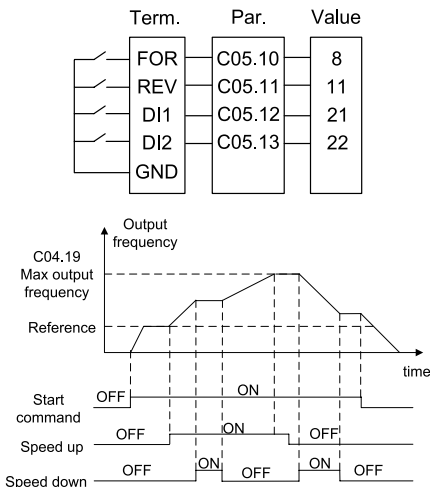 Term. Par. Value
FOR C05.10 8
REV C05.11 11
DI1 C05.12 21
DI2 C05.13 22
GND
Output
frequency
C04.19
Max output
frequency
Reference
time
Start
command
OFF ON
Speed up
OFF ON OFF
Speed down
OFF ON OFF ON OFF